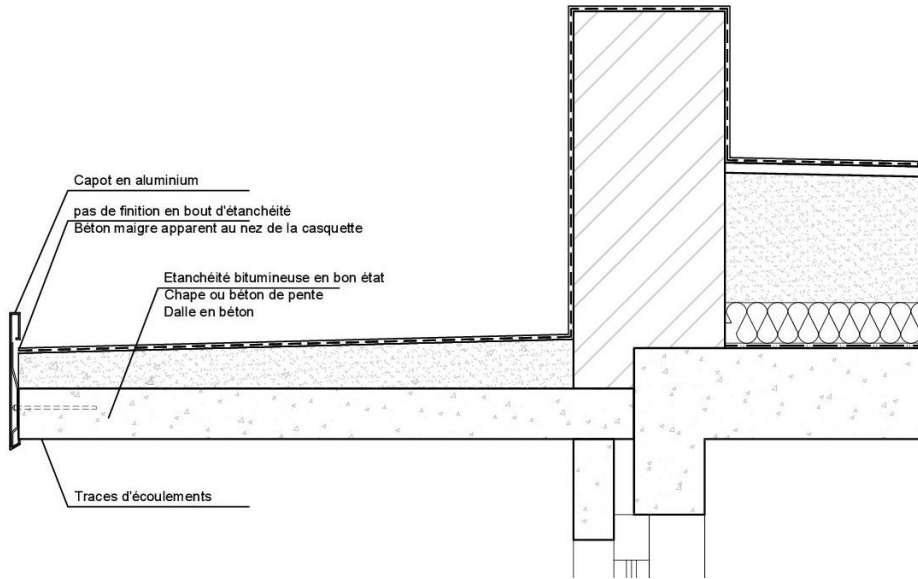 Capot en aluminium
pas de finition en bout d'étanchéité
Béton maigre apparent au nez de la casquette
Etanchéité bitumineuse en bon état
Chape ou béton de pente
Dalle en béton
Traces d'écoulements